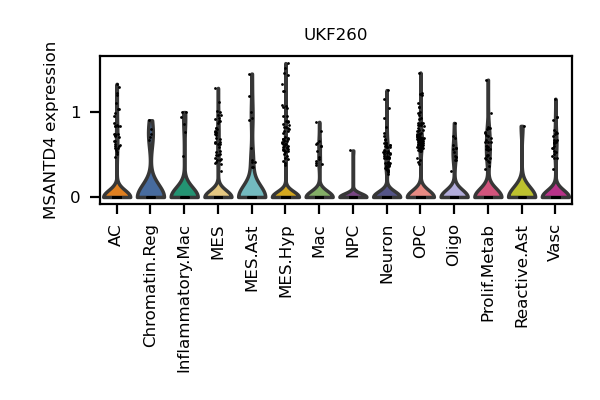 UKF260
MSANTD4 expression
1
0
AC
Chromatin.Reg
Inflammatory.Mac
MES
MES.Ast
MES.Hyp
Mac
NPC
Neuron
OPC
Oligo
Prolif.Metab
Reactive.Ast
Vasc